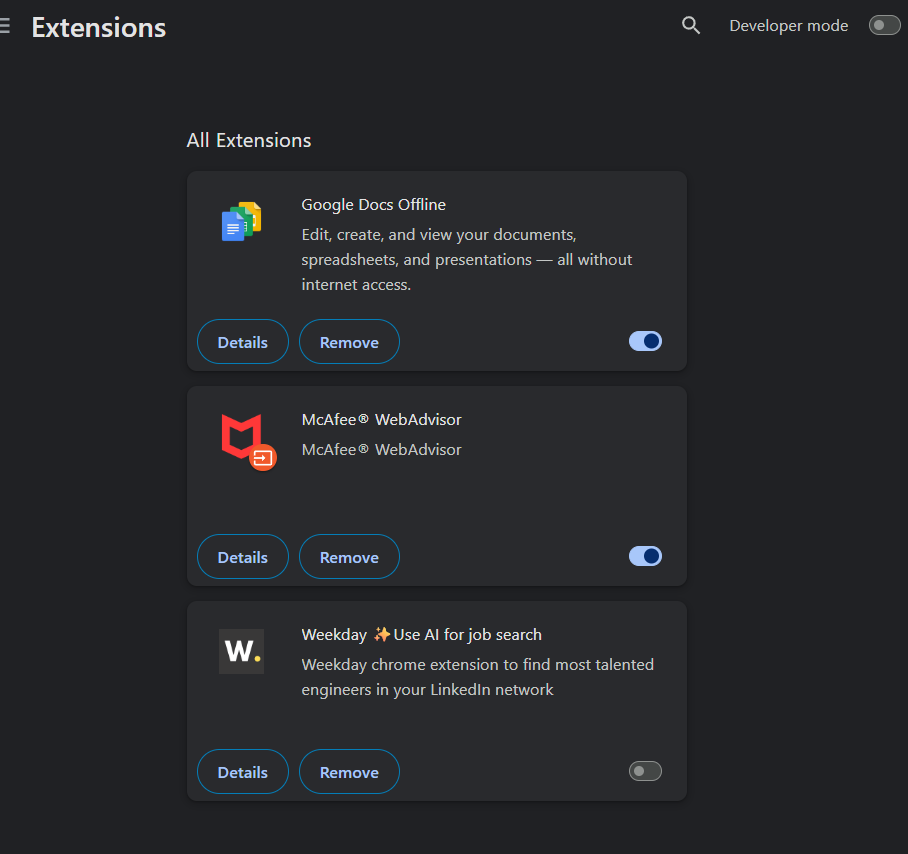 Extensions
Developer mode
All Extensions
Google Docs Offline
Edit, create, and view your documents,
spreadsheets, and presentations — all without
internet access.
Details
Remove
McAfee® WebAdvisor
McAfee® WebAdvisor
Details
Remove
W.
Weekday ✨Use AI for job search
Weekday chrome extension to find most talented
engineers in your LinkedIn network
Details
Remove